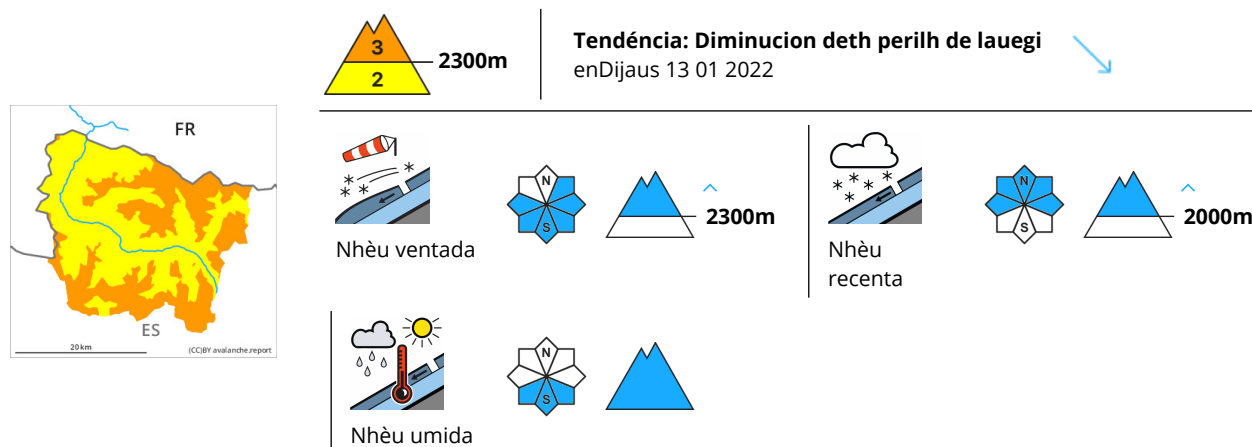 3
2
2300m
Tendéncia: Diminucion deth perilh de lauegi
enDijaus 13 01 2022
FR
ES
20 km
(CC)BY avalanche.report
N
S
2300m
Nhèu ventada
N
S
2000m
Nhèu
recenta
N
S
Nhèu umida